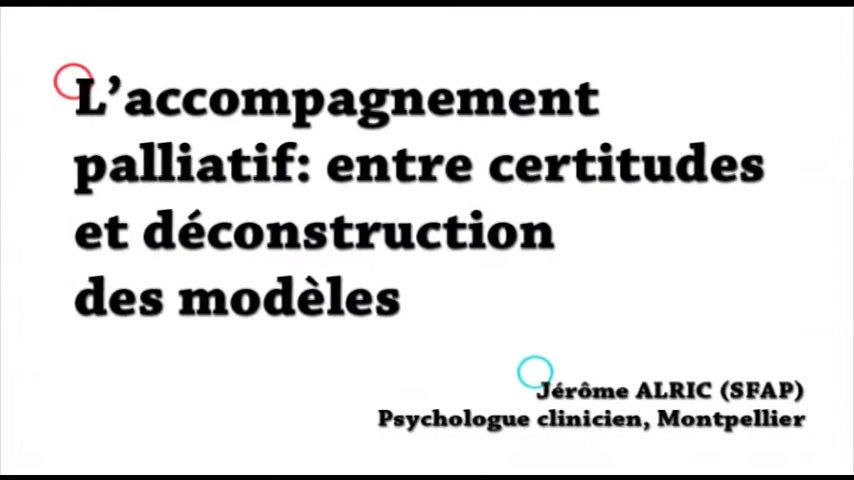 L’accompagnement
palliatif: entre certitudes
et déconstruction
des modèles
Jérôme ALRIC (SFAP)
Psychologue clinicien, Montpellier